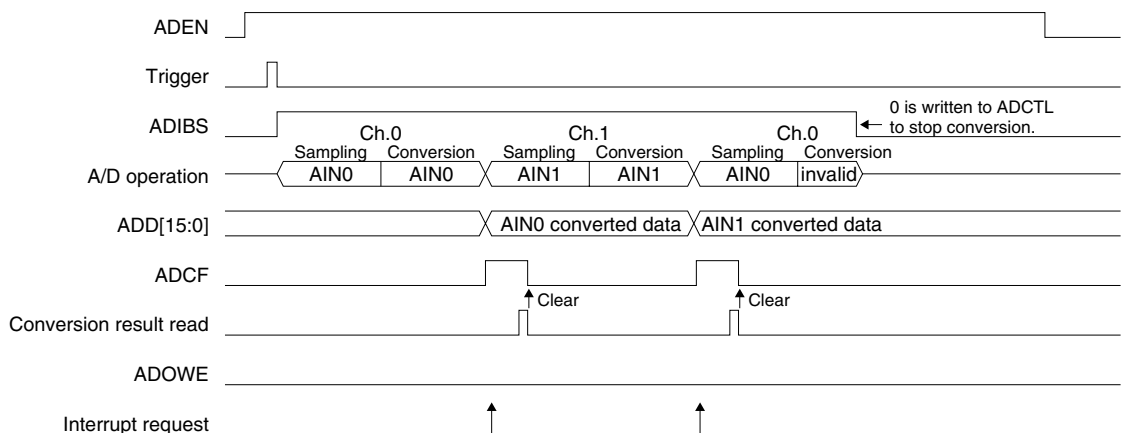 ADEN
Trigger
ADIBS
0 is written to ADCTL
to stop conversion.
Ch.0 Ch.1 Ch.0
Sampling Conversion Sampling Conversion Sampling Conversion
A/D operation AIN0 AIN0 AIN1 AIN1 AIN0 invalid
ADD[15:0] AIN0 converted data AIN1 converted data
ADCF
Clear Clear
Conversion result read
ADOWE
Interrupt request